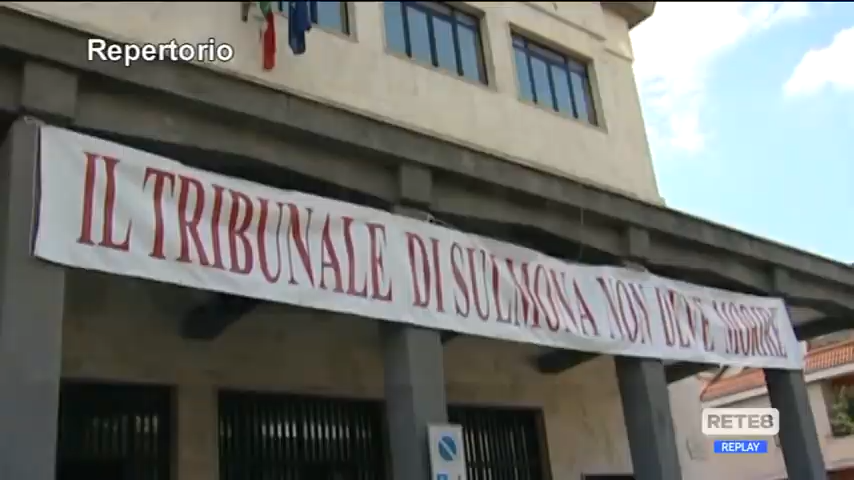 Repertorio
IL TRIBUNALE DI SULMONA NON DEVE MORIRE
RETE8
REPLAY